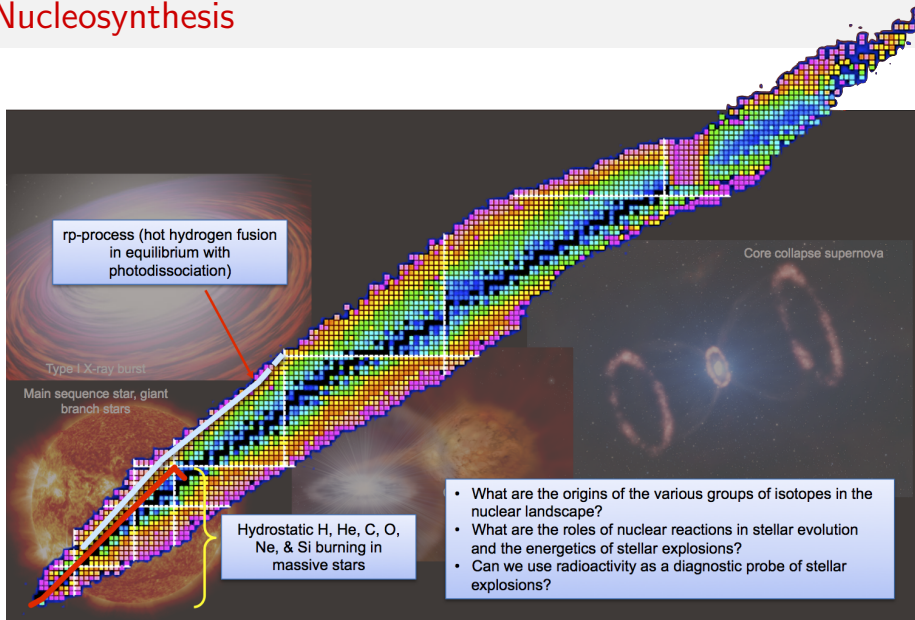 Nucleosynthesis
rp-process (hot hydrogen fusion
in equilibrium with
photodissociation)
Core collapse supernova
Type I X-ray burst
Main sequence star, giant
branch stars
Hydrostatic H, He, C, O,
Ne, & Si burning in
massive stars
• What are the origins of the various groups of isotopes in the
nuclear landscape?
• What are the roles of nuclear reactions in stellar evolution
and the energetics of stellar explosions?
• Can we use radioactivity as a diagnostic probe of stellar
explosions?